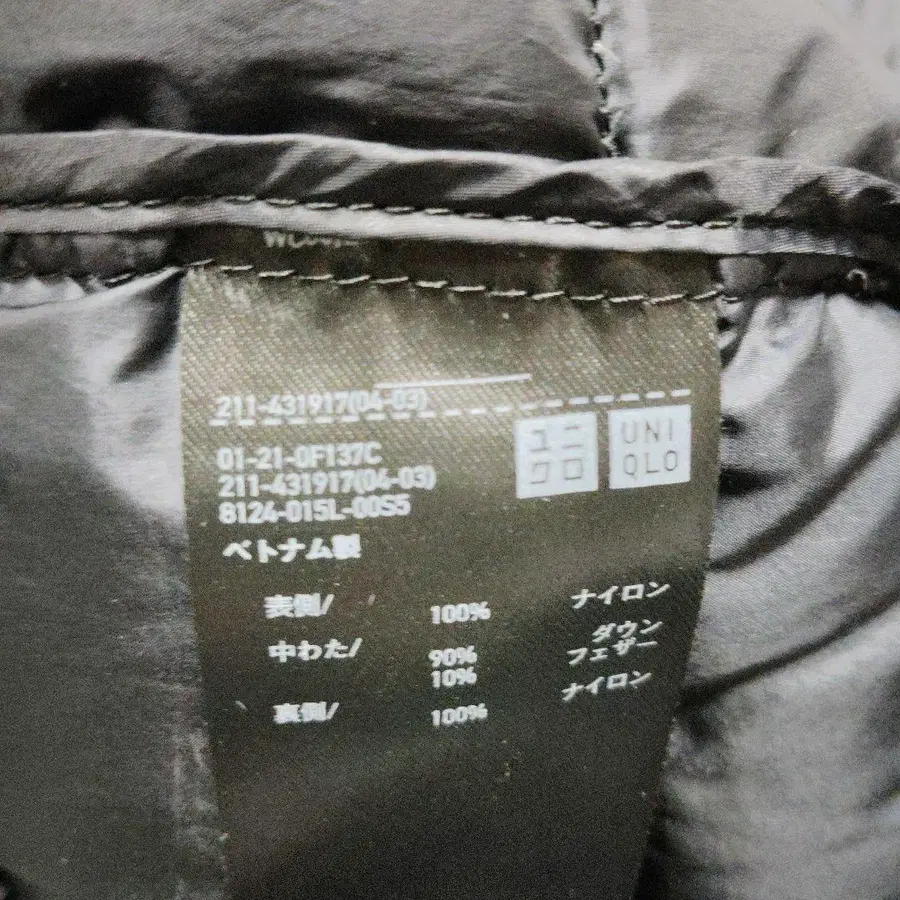 211-431917(04-03)
ユニ
クロ
UNI
QLO
01-21-0F137C
211-431917(04-03)
8124-015L-00S5
ベトナム製
表側/ 100% ナイロン
中わた/ 90% ダウン
10% フェザー
裏側/ 100% ナイロン